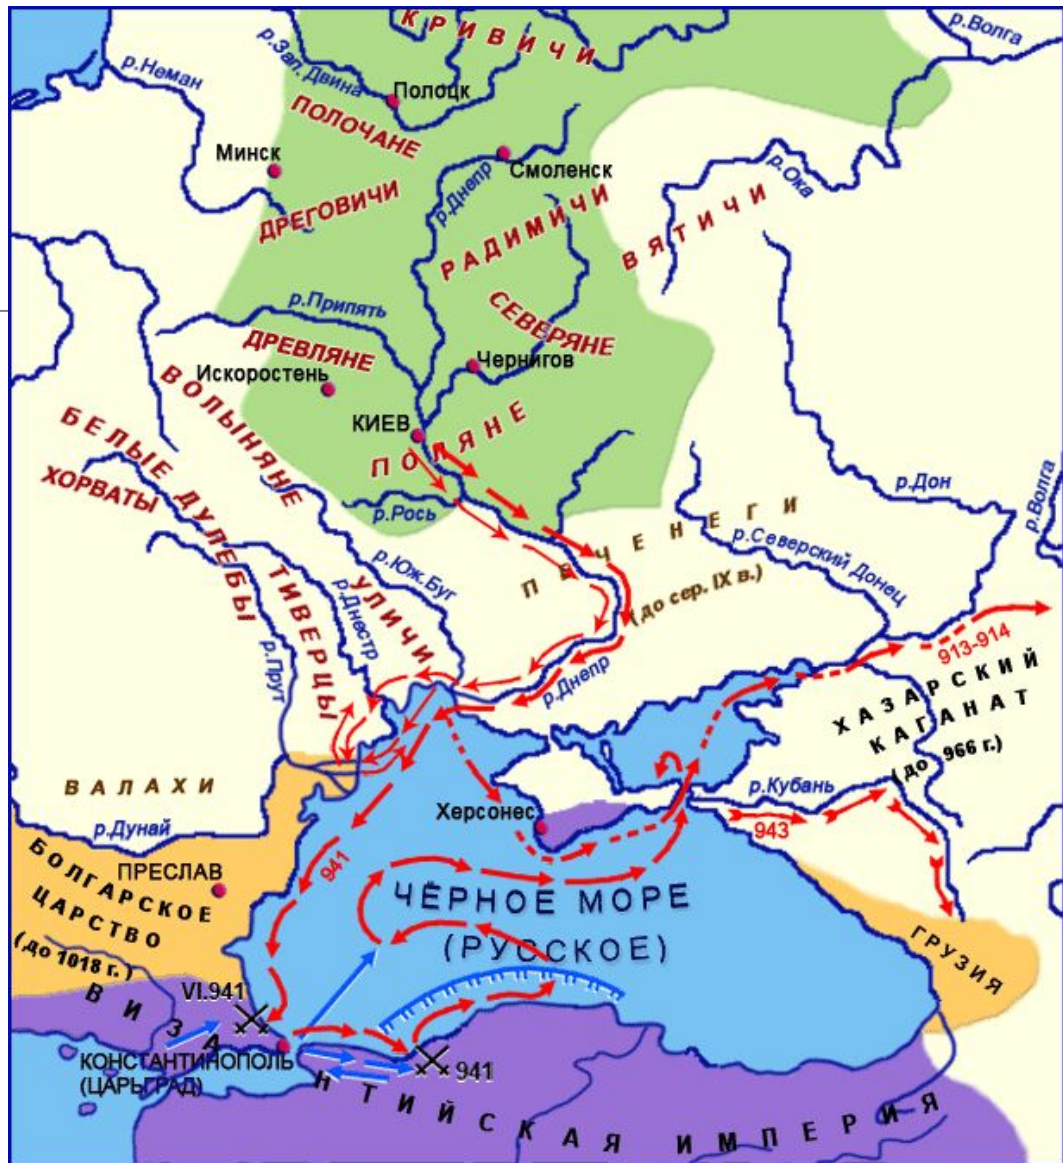 КРИВИЧИ
р.Волга
р.Неман
р.Зап. Двина
Полоцк
ПОЛОЧАНЕ
Минск
Смоленск
р.Днепр
р.Ока
ДРЕГОВИЧИ
РАДИМИЧИ
ВЯТИЧИ
р.Припять
СЕВЕРЯНЕ
ДРЕВЛЯНЕ
Чернигов
Искоростень
ВОЛЫНЯНЕ
КИЕВ
ПОЛЯНЕ
БЕЛЫЕ
ХОРВАТЫ
ДУЛЕБЫ
р.Рось
р.Дон
р.Волга
р.Северский Донец
ПЕЧЕНЕГИ
(до сер. IX в.)
р.Юж.Буг
УЛИЧИ
ТИВЕРЦЫ
р.Днестр
р.Прут
р.Днепр
913-914
ХАЗАРСКИЙ
КАГАНАТ
(до 966 г.)
ВАЛАХИ
р.Дунай
Херсонес
р.Кубань
943
941
ПРЕСЛАВ
БОЛГАРСКОЕ
ЦАРСТВО
(до 1018 г.)
ЧЁРНОЕ МОРЕ
(РУССКОЕ)
ГРУЗИЯ
VI.941
КОНСТАНТИНОПОЛЬ
(ЦАРЬГРАД)
941
ВИЗАНТИЙСКАЯ ИМПЕРИЯ